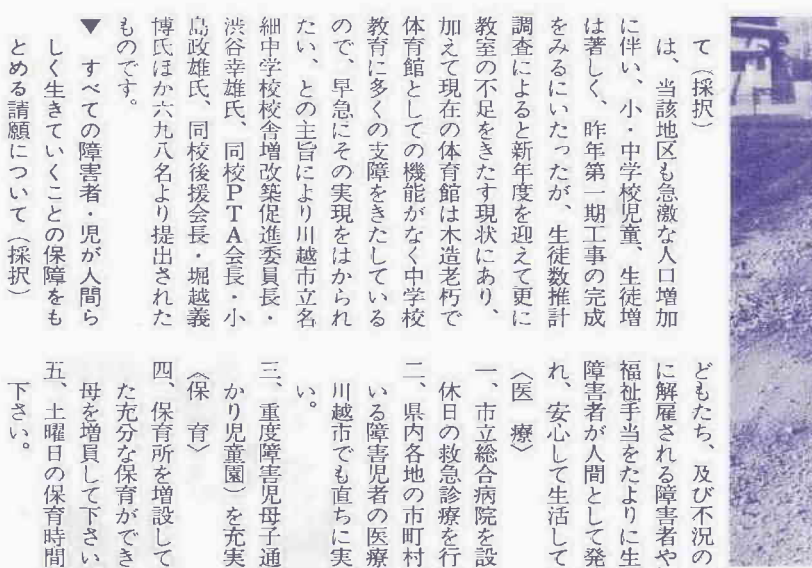 て（採択）
は、当該地区も急激な人口増加
に伴い、小・中学校児童、生徒増
は著しく、昨年第一期工事の完成
をみるにいたったが、生徒数推計
調査によると新年度を迎えて更に
教室の不足をきたす現状にあり、
加えて現在の体育館は木造老朽で
体育館としての機能がなく中学校
教育に多くの支障をきたしている
ので、早急にその実現をはかられ
たい、との主旨により川越市立名
細中学校校舎増改築促進委員長・
渋谷幸雄氏、同校PTA会長・小
島政雄氏、同校後援会長・堀越義
博氏ほか六九八名より提出された
ものです。
▼ すべての障害者・児が人間ら
しく生きていくことの保障をも
とめる請願について（採択）
どもたち、及び不況の
に解雇される障害者や
福祉手当をたよりに生
障害者が人間として発
れ、安心して生活して
〈医 療〉
一、市立総合病院を設
休日の救急診療を行
二、県内各地の市町村
いる障害児者の医療
川越市でも直ちに実
い。
三、重度障害児母子通
かり児童園）を充実
〈保 育〉
四、保育所を増設して
た充分な保育ができ
母を増員して下さい
五、土曜日の保育時間
下さい。